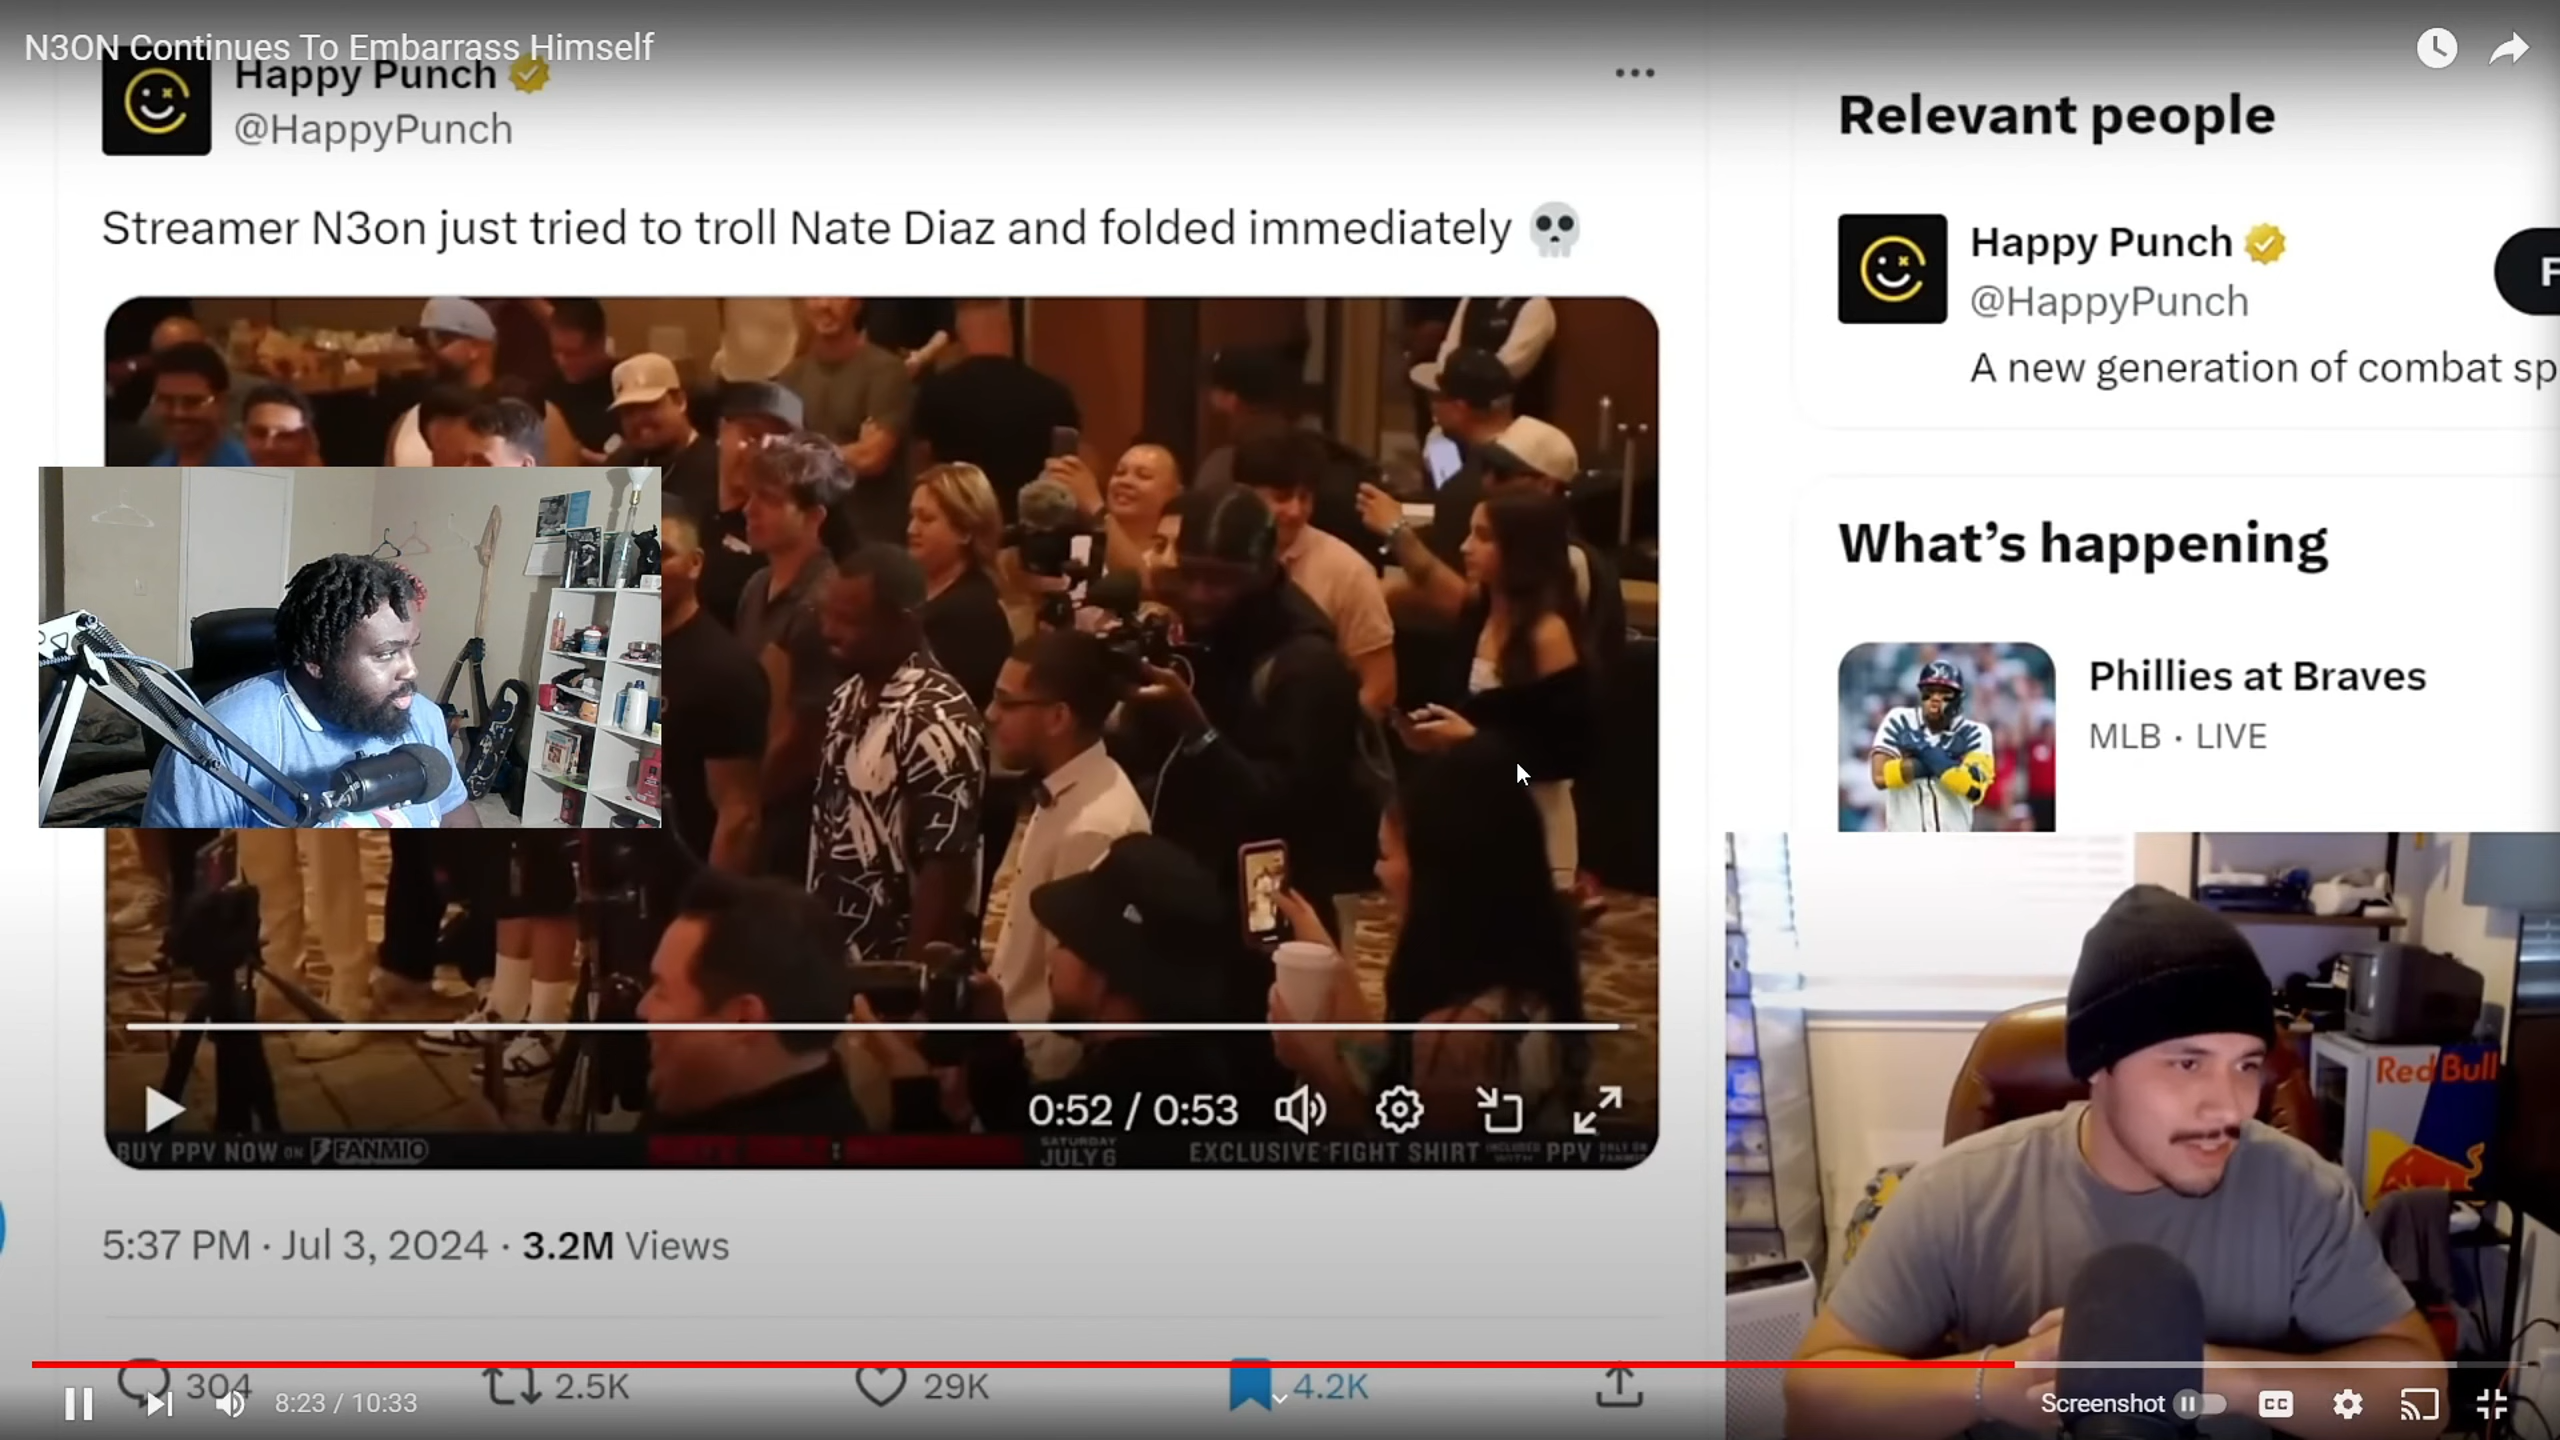 N3ON Continues To Embarrass Himself
Happy Punch
@HappyPunch
Streamer N3on just tried to troll Nate Diaz and folded immediately 💀
BUY PPV NOW ON FANMIO
SATURDAY
JULY 6
EXCLUSIVE FIGHT SHIRT INCLUDED WITH PPV
0:52 / 0:53
5:37 PM · Jul 3, 2024 · 3.2M Views
304
2.5K
29K
4.2K
Relevant people
Happy Punch
@HappyPunch
F
A new generation of combat sp
What’s happening
Phillies at Braves
MLB · LIVE
Red Bull
8:23 / 10:33
Screenshot
CC